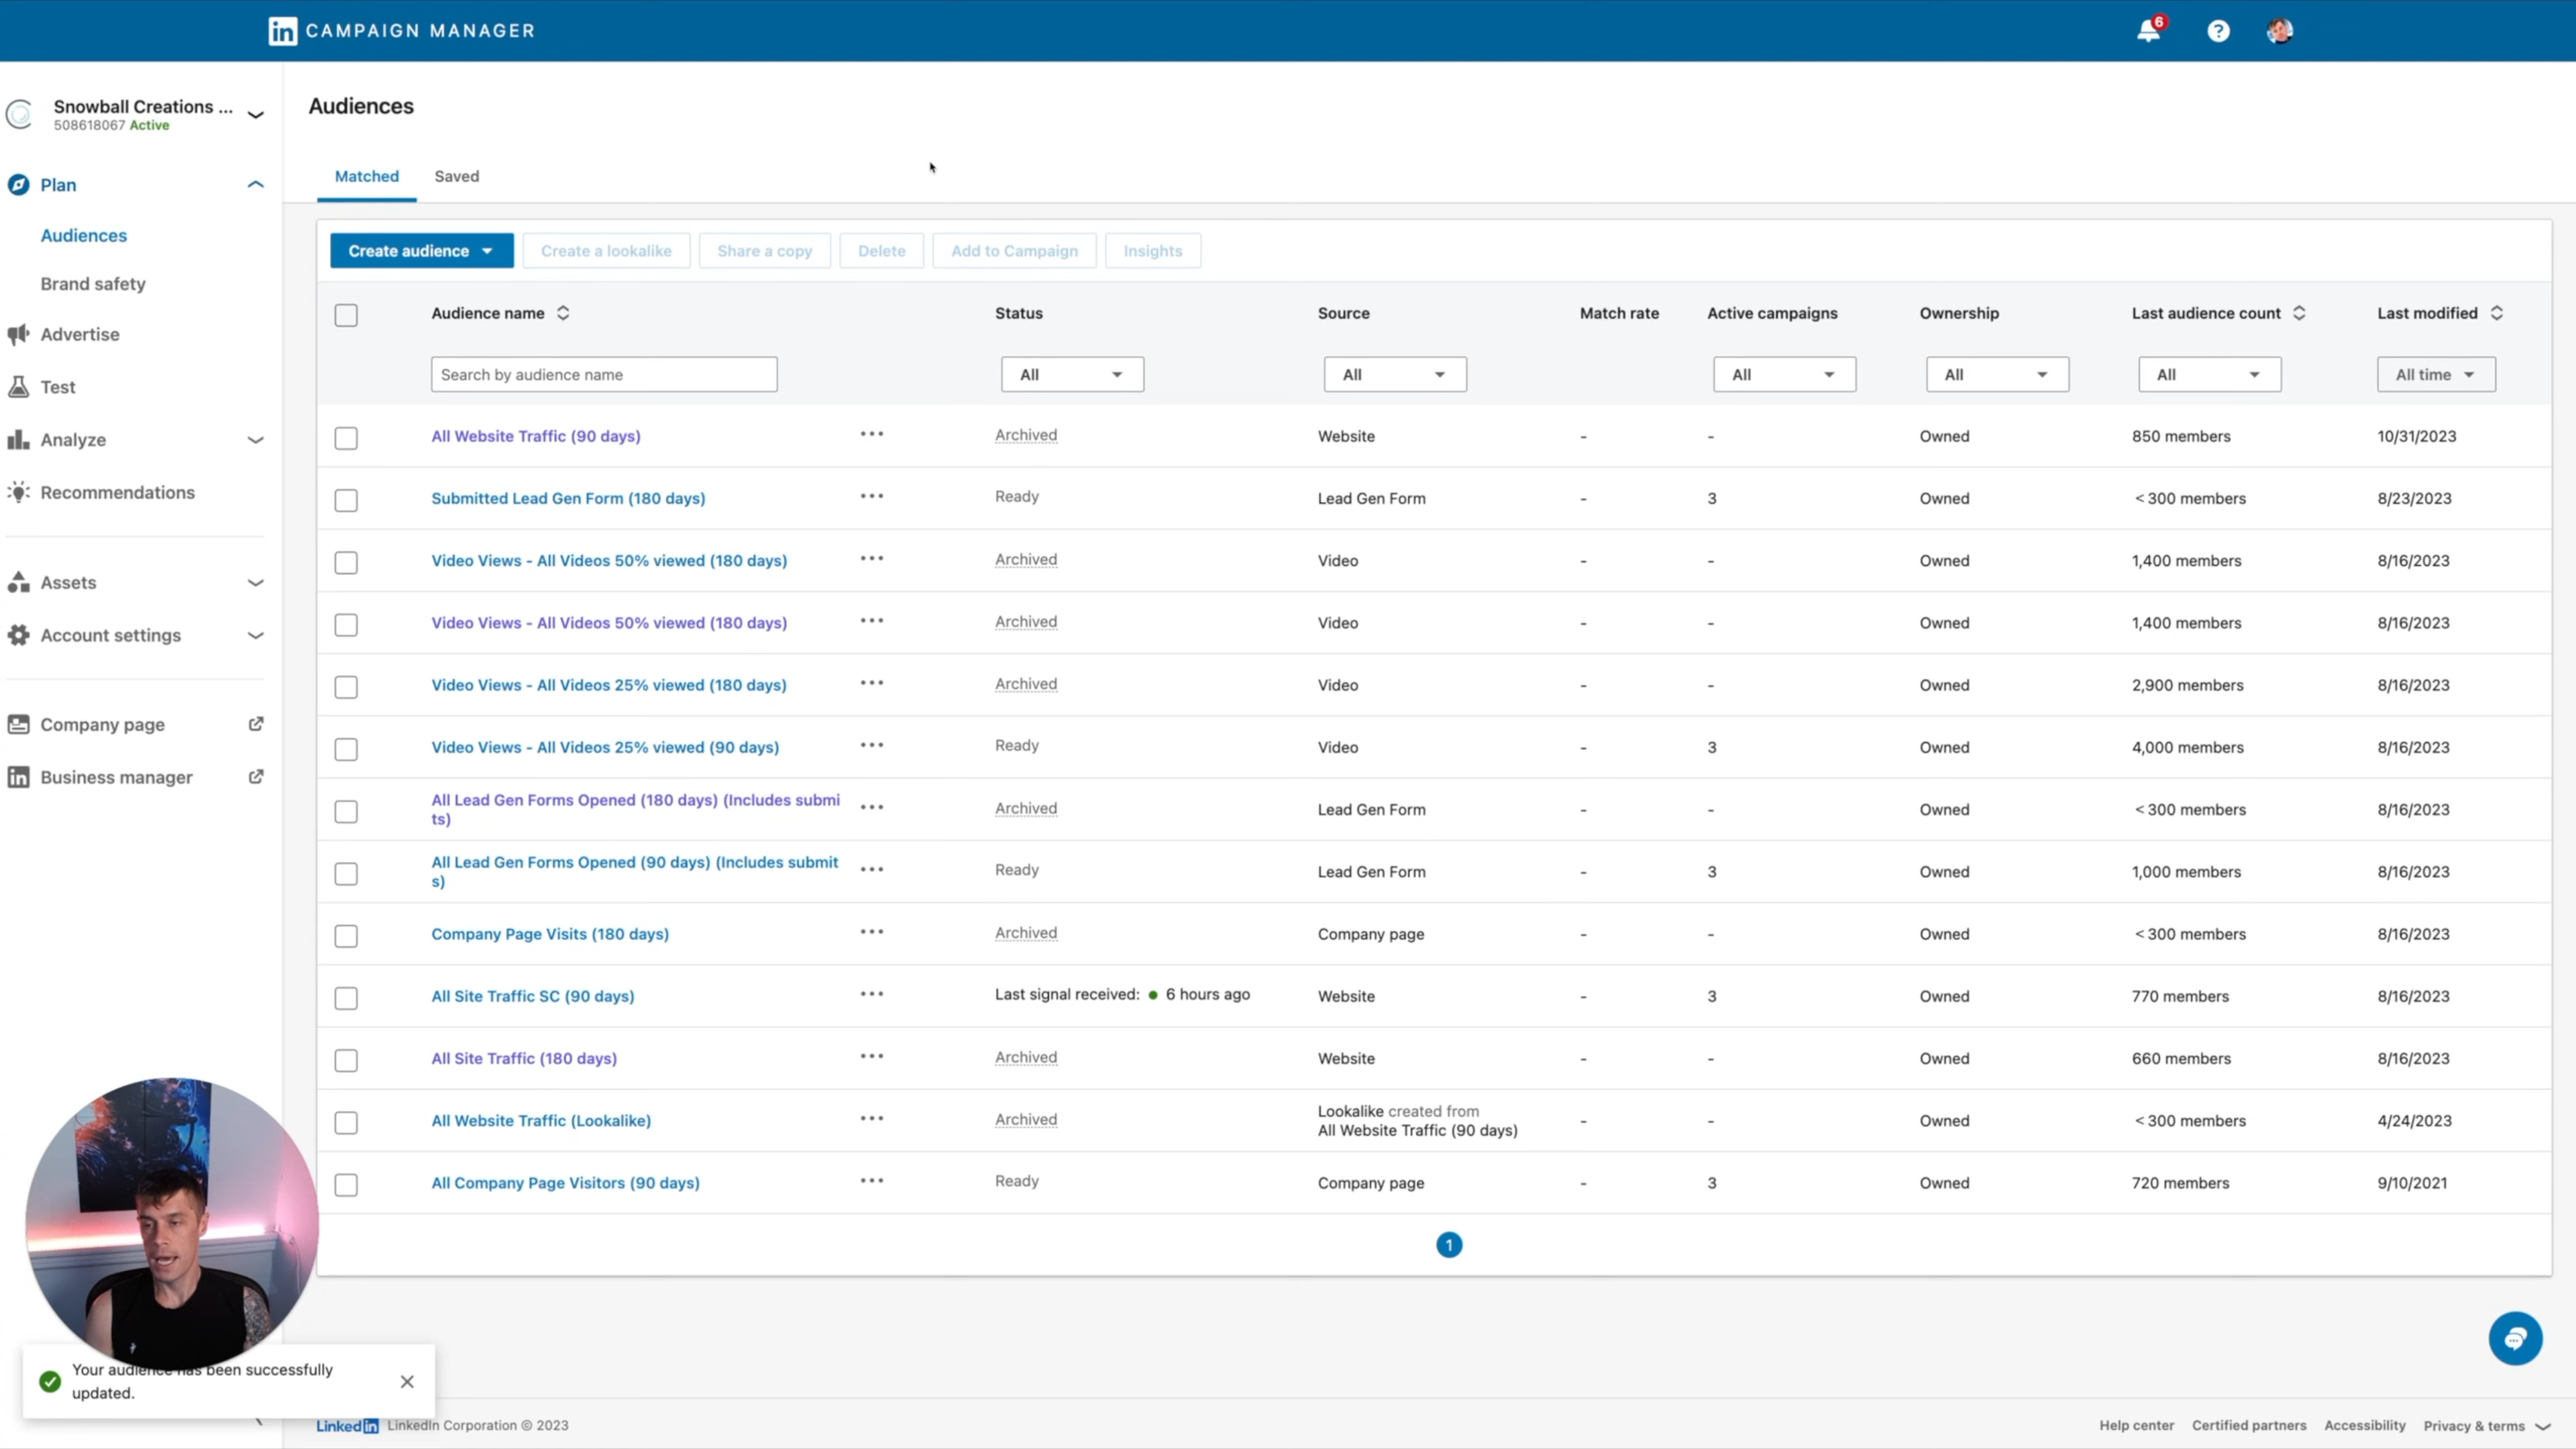 in CAMPAIGN MANAGER
6
?
Snowball Creations ...
508618067 Active
Plan
Audiences
Brand safety
Advertise
Test
Analyze
Recommendations
Assets
Account settings
Company page
in Business manager
Audiences
Matched Saved
Create audience Create a lookalike Share a copy Delete Add to Campaign Insights
Audience name Status Source Match rate Active campaigns Ownership Last audience count Last modified
Search by audience name All All All All All All time
All Website Traffic (90 days) ••• Archived Website - - Owned 850 members 10/31/2023
Submitted Lead Gen Form (180 days) ••• Ready Lead Gen Form - 3 Owned < 300 members 8/23/2023
Video Views - All Videos 50% viewed (180 days) ••• Archived Video - - Owned 1,400 members 8/16/2023
Video Views - All Videos 50% viewed (180 days) ••• Archived Video - - Owned 1,400 members 8/16/2023
Video Views - All Videos 25% viewed (180 days) ••• Archived Video - - Owned 2,900 members 8/16/2023
Video Views - All Videos 25% viewed (90 days) ••• Ready Video - 3 Owned 4,000 members 8/16/2023
All Lead Gen Forms Opened (180 days) (Includes submi
ts) ••• Archived Lead Gen Form - - Owned < 300 members 8/16/2023
All Lead Gen Forms Opened (90 days) (Includes submit
s) ••• Ready Lead Gen Form - 3 Owned 1,000 members 8/16/2023
Company Page Visits (180 days) ••• Archived Company page - - Owned < 300 members 8/16/2023
All Site Traffic SC (90 days) ••• Last signal received: ● 6 hours ago Website - 3 Owned 770 members 8/16/2023
All Site Traffic (180 days) ••• Archived Website - - Owned 660 members 8/16/2023
All Website Traffic (Lookalike) ••• Archived Lookalike created from
All Website Traffic (90 days) - - Owned < 300 members 4/24/2023
All Company Page Visitors (90 days) ••• Ready Company page - 3 Owned 720 members 9/10/2021
1
Your audience has been successfully
updated.
LinkedIn LinkedIn Corporation © 2023
Help center Certified partners Accessibility Privacy & terms